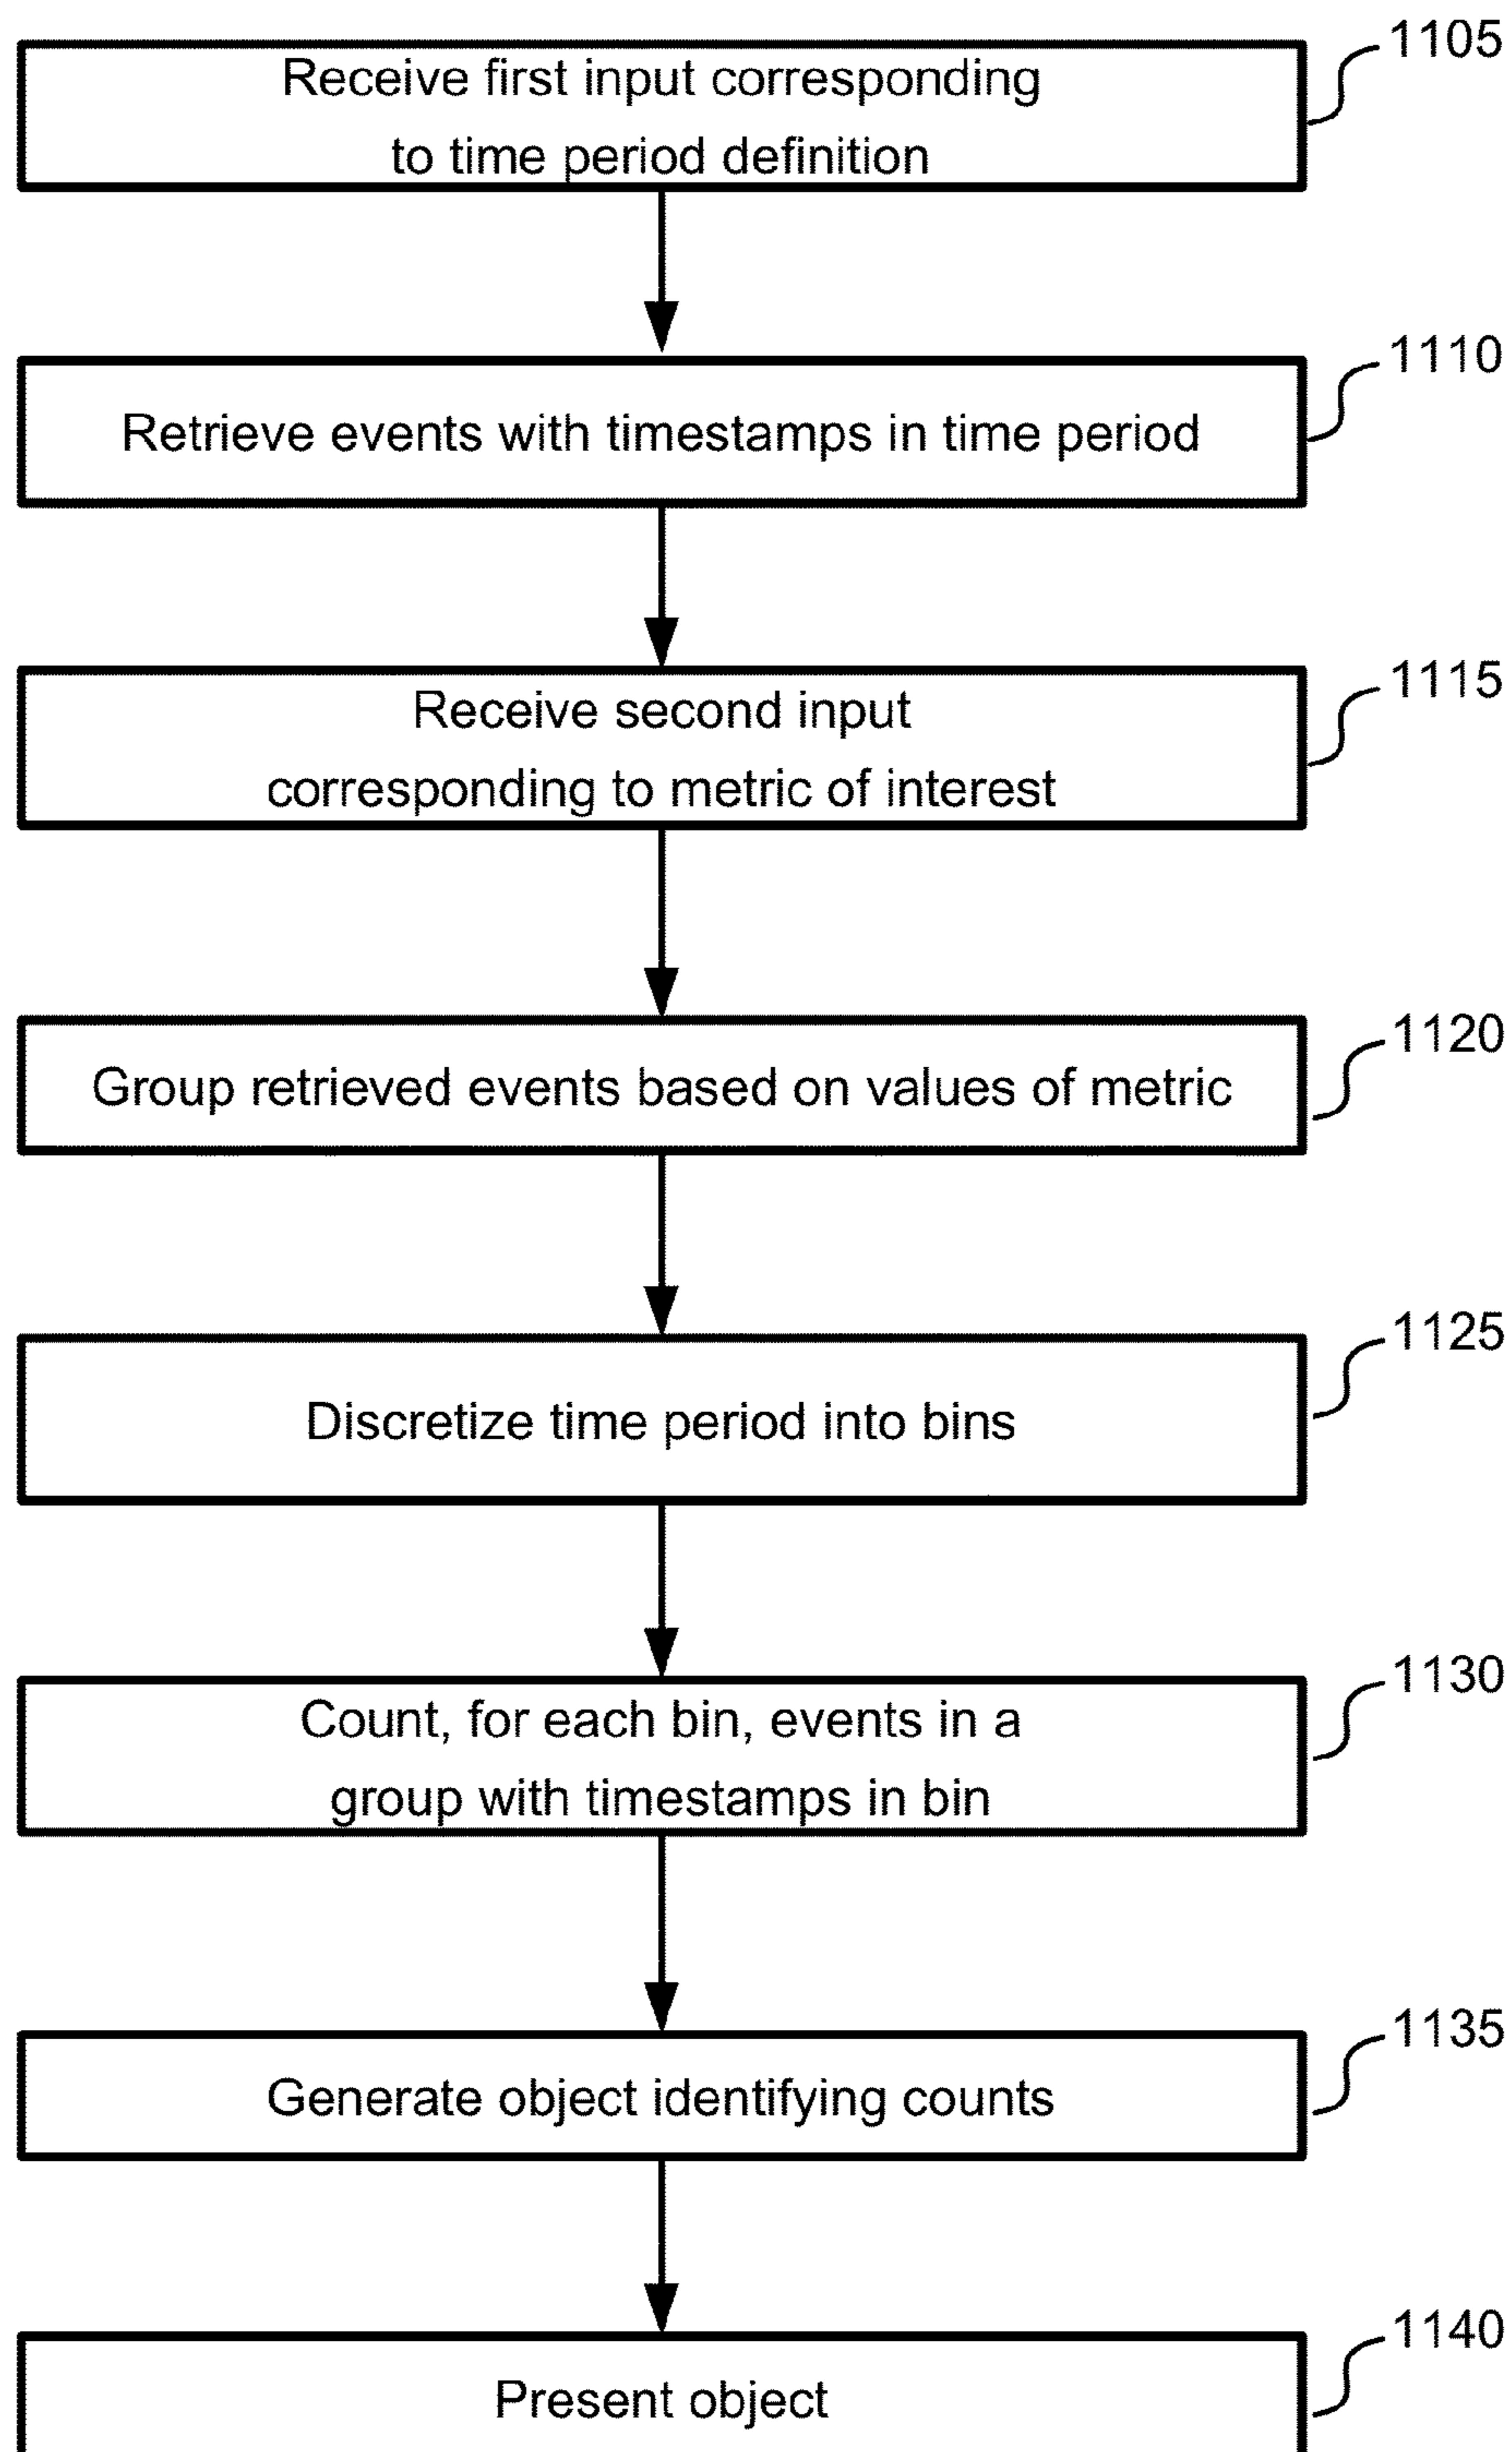 1105
Receive first input corresponding
to time period definition
1110
Retrieve events with timestamps in time period
1115
Receive second input
corresponding to metric of interest
1120
Group retrieved events based on values of metric
1125
Discretize time period into bins
1130
Count, for each bin, events in a
group with timestamps in bin
1135
Generate object identifying counts
1140
Present object